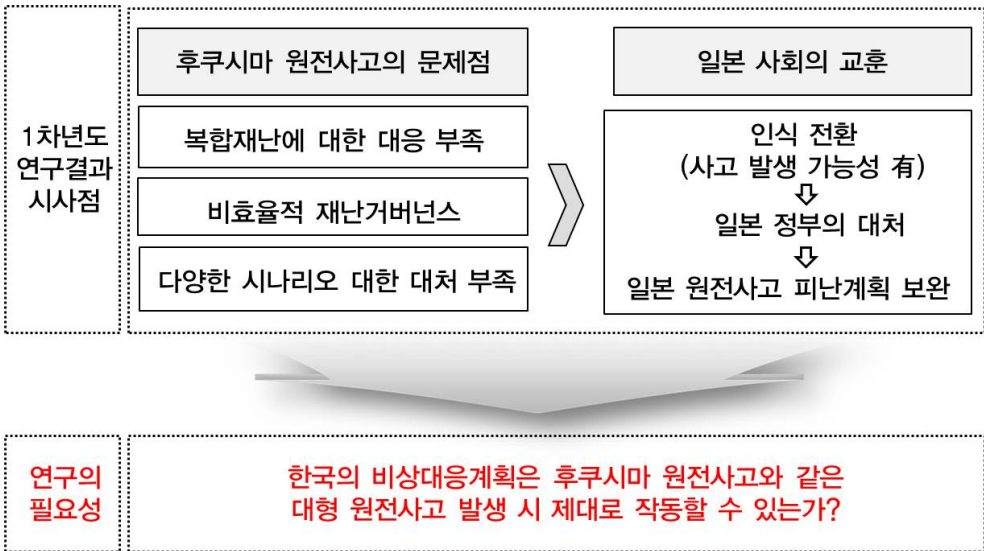 1차년도
연구결과
시사점
후쿠시마 원전사고의 문제점
복합재난에 대한 대응 부족
비효율적 재난거버넌스
다양한 시나리오 대한 대처 부족
일본 사회의 교훈
인식 전환
(사고 발생 가능성 有)
일본 정부의 대처
일본 원전사고 피난계획 보완
연구의
필요성
한국의 비상대응계획은 후쿠시마 원전사고와 같은
대형 원전사고 발생 시 제대로 작동할 수 있는가?